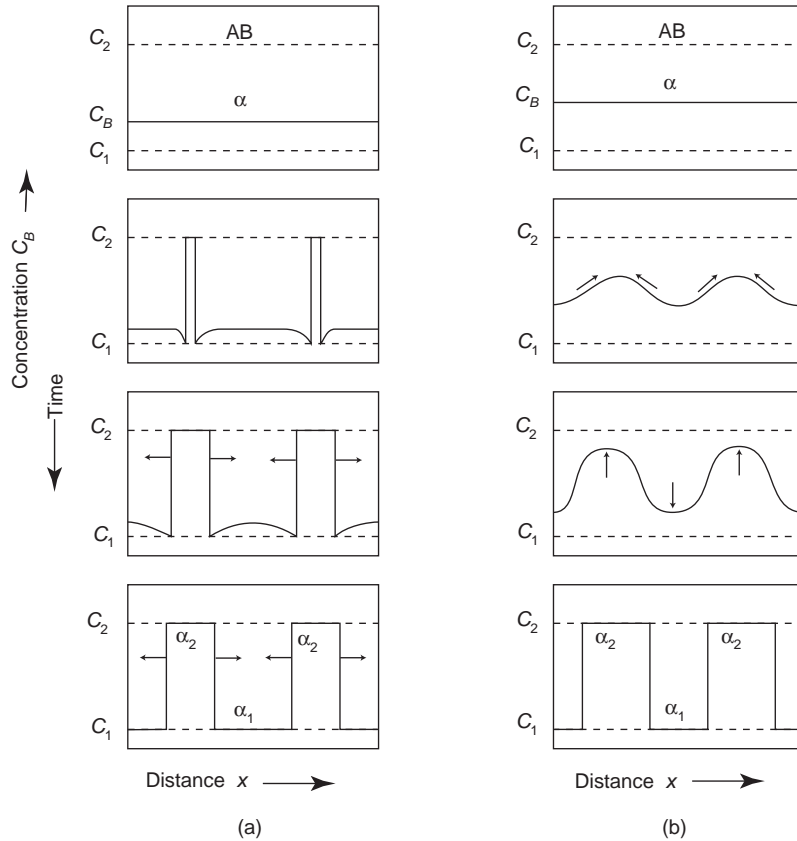 C2
AB
CB
α
C1
C2
C1
C2
C1
C2
α2
α2
α1
C1
Distance x
(a)
C2
AB
CB
α
C1
C2
C1
C2
C1
C2
α2
α2
α1
C1
Distance x
(b)
Concentration CB
Time